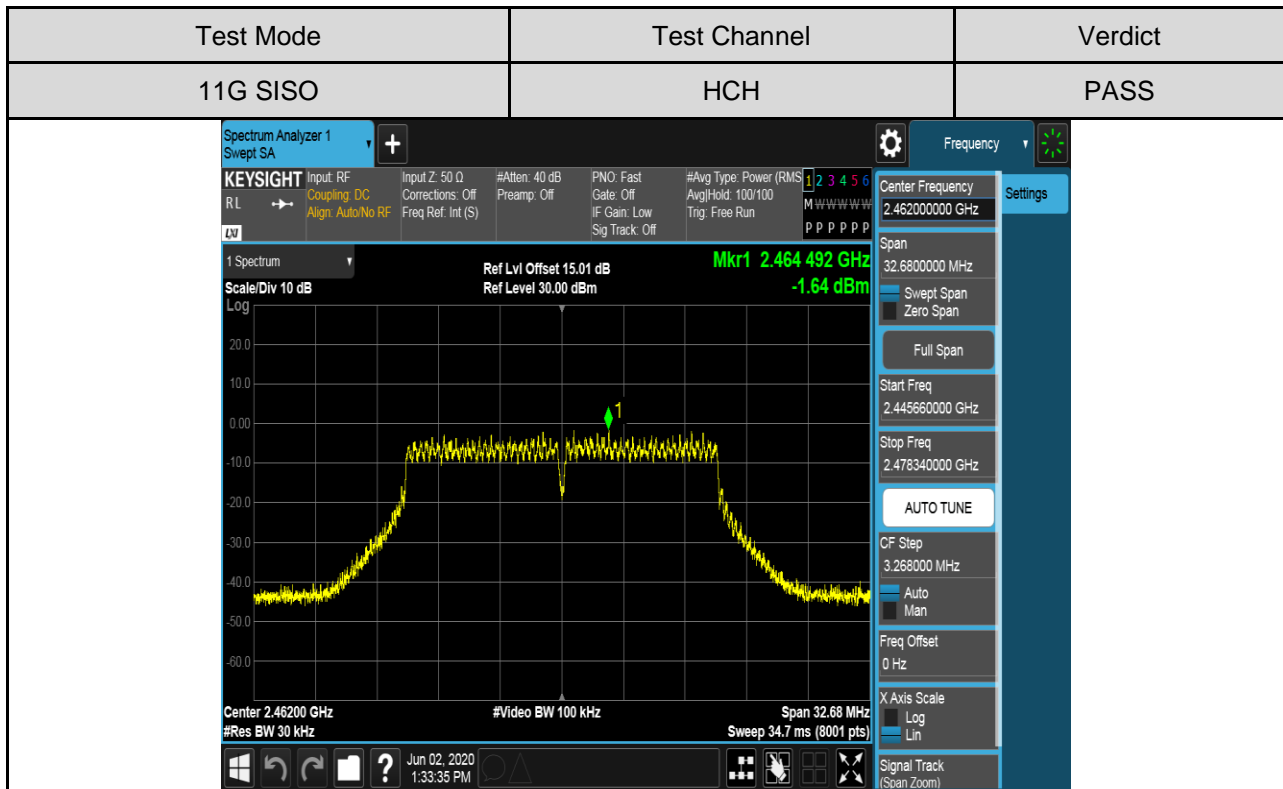 Test Mode Test Channel Verdict
11G SISO HCH PASS
Spectrum Analyzer 1
Swept SA
Frequency
KEYSIGHT
RL
LXI
Input: RF
Coupling: DC
Align: Auto/No RF
Input Z: 50 Ω
Corrections: Off
Freq Ref: Int (S)
#Atten: 40 dB
Preamp: Off
PNO: Fast
Gate: Off
IF Gain: Low
Sig Track: Off
#Avg Type: Power (RMS
Avg|Hold: 100/100
Trig: Free Run
1 2 3 4 5 6
M W W W W W
P P P P P P
1 Spectrum
Scale/Div 10 dB
Log
Ref Lvl Offset 15.01 dB
Ref Level 30.00 dBm
Mkr1 2.464 492 GHz
-1.64 dBm
20.0
10.0
0.00
-10.0
-20.0
-30.0
-40.0
-50.0
-60.0
1
Center 2.46200 GHz
#Res BW 30 kHz
#Video BW 100 kHz
Span 32.68 MHz
Sweep 34.7 ms (8001 pts)
?
Jun 02, 2020
1:33:35 PM
Center Frequency
2.462000000 GHz
Settings
Span
32.6800000 MHz
Swept Span
Zero Span
Full Span
Start Freq
2.445660000 GHz
Stop Freq
2.478340000 GHz
AUTO TUNE
CF Step
3.268000 MHz
Auto
Man
Freq Offset
0 Hz
X Axis Scale
Log
Lin
Signal Track
(Span Zoom)